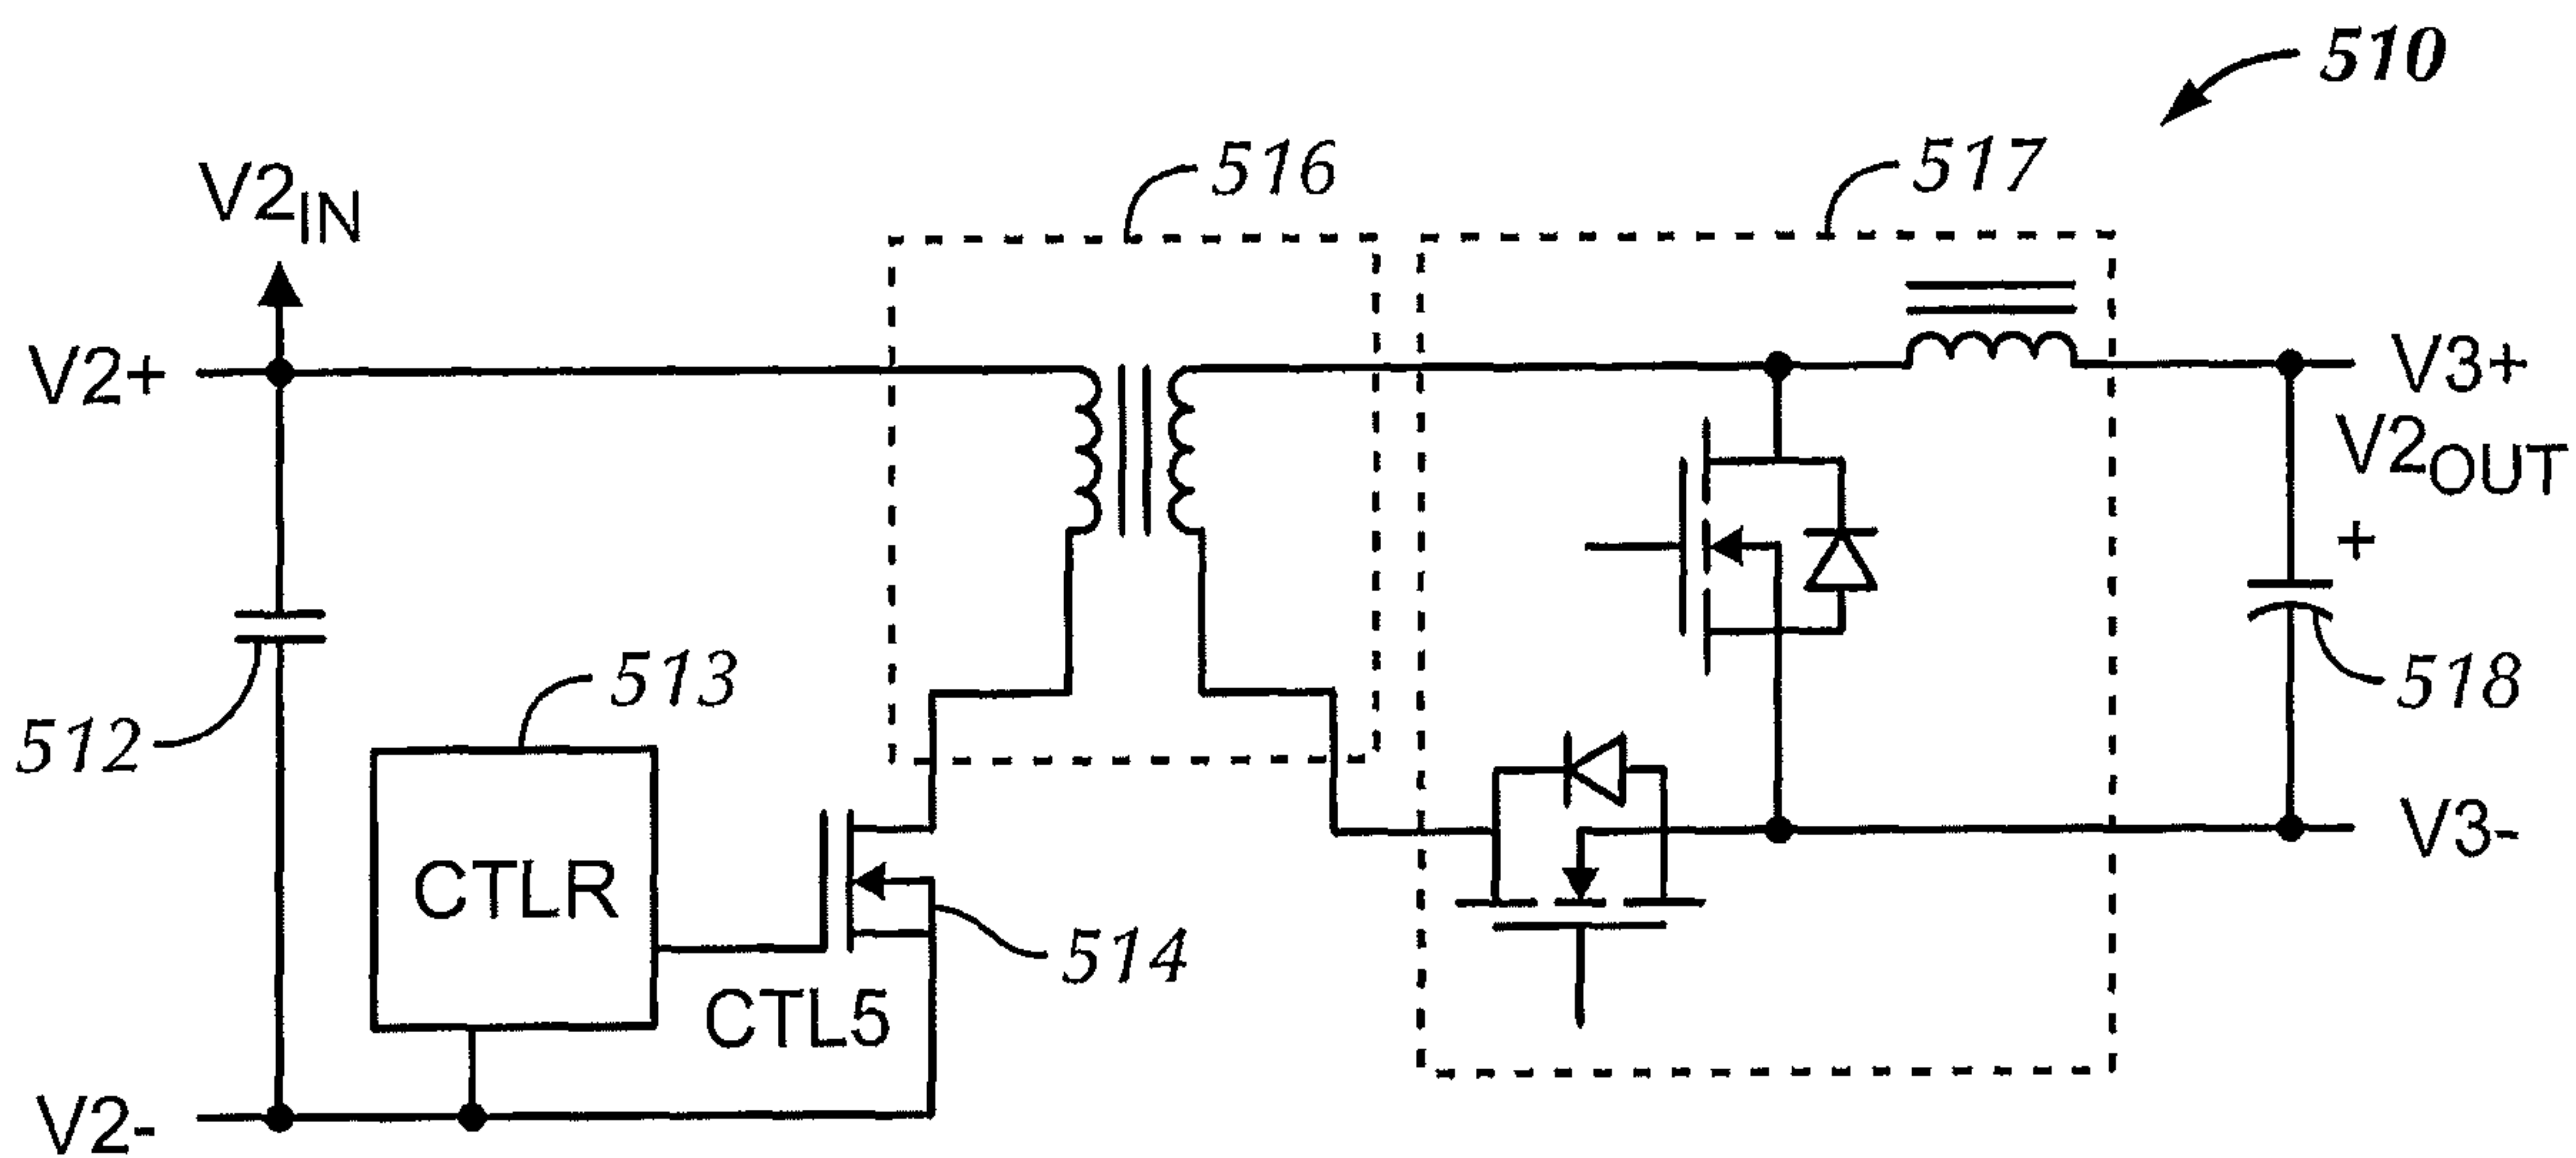 510
516
517
V2IN
V2+
V3+
V2OUT
+
512
513
518
CTLR
514
CTL5
V3-
V2-